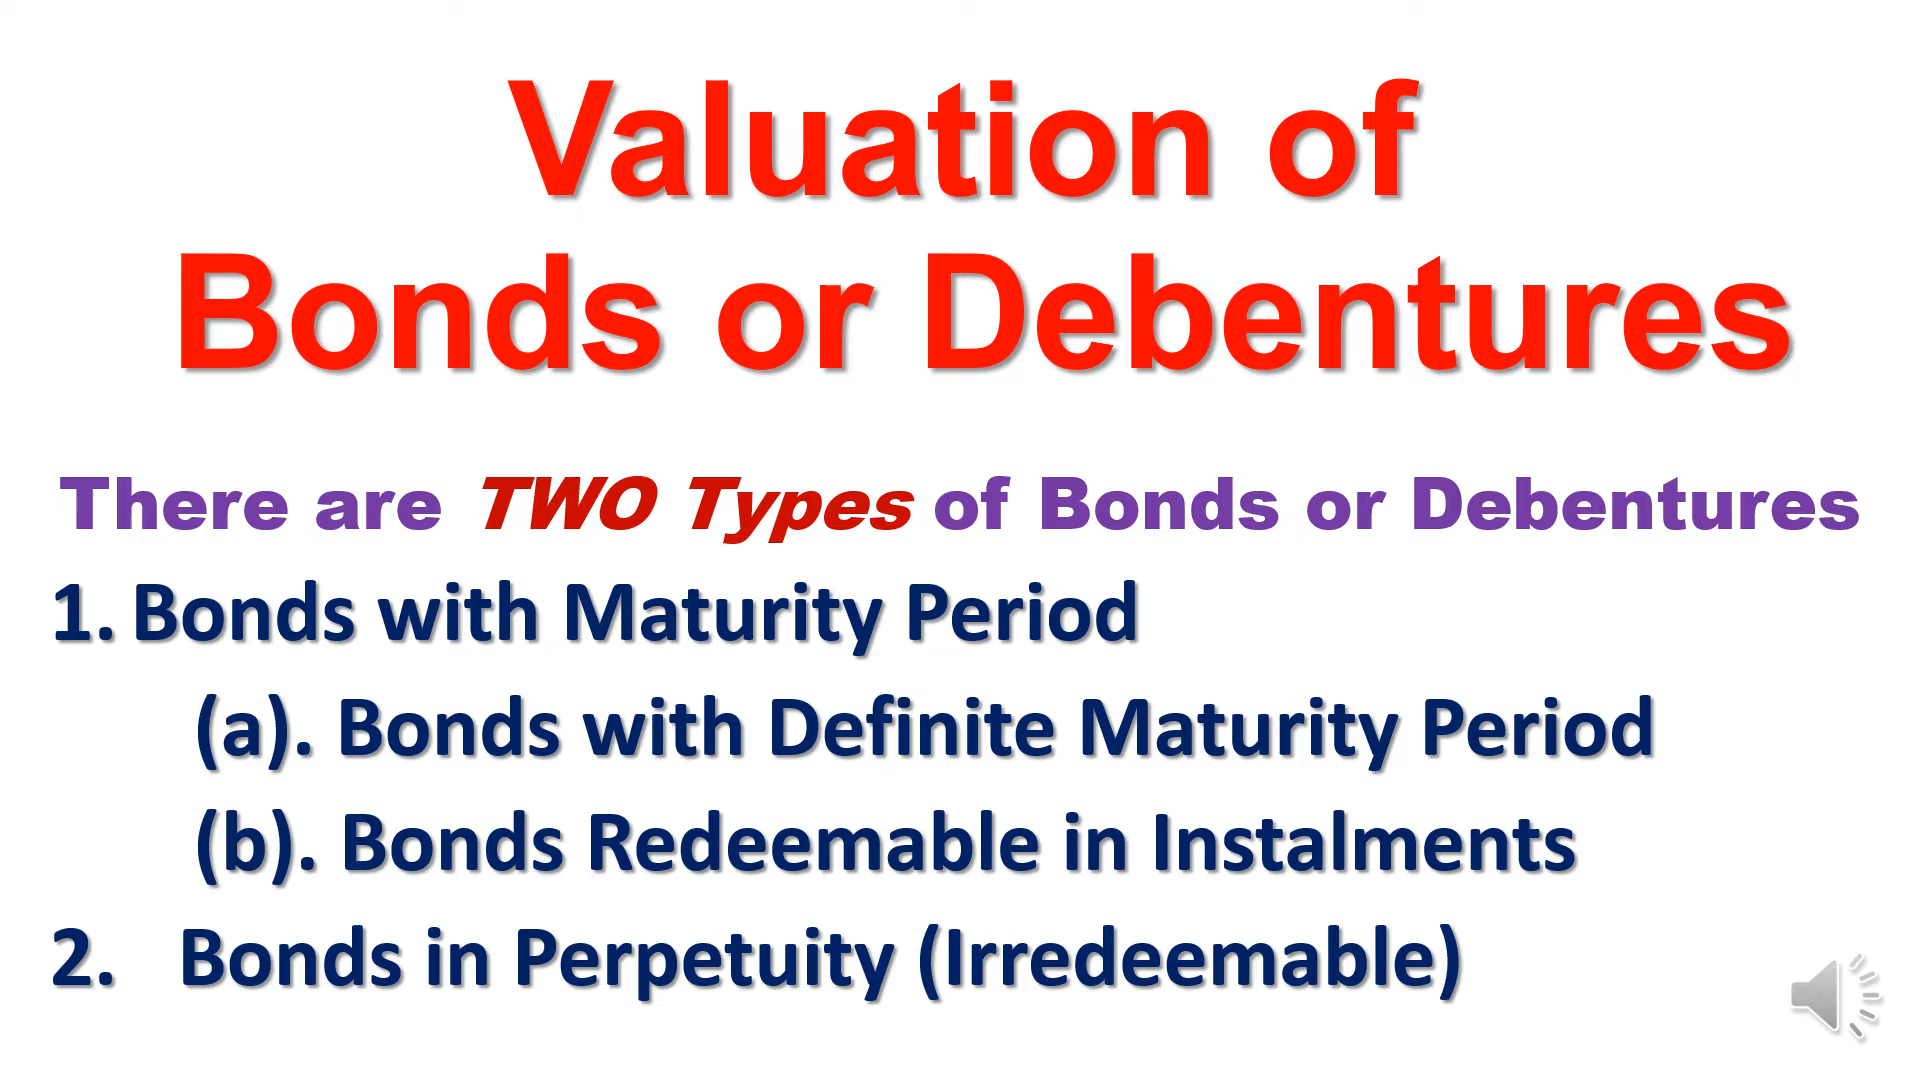 Valuation of
Bonds or Debentures
There are TWO Types of Bonds or Debentures
1. Bonds with Maturity Period
(a). Bonds with Definite Maturity Period
(b). Bonds Redeemable in Instalments
2. Bonds in Perpetuity (Irredeemable)